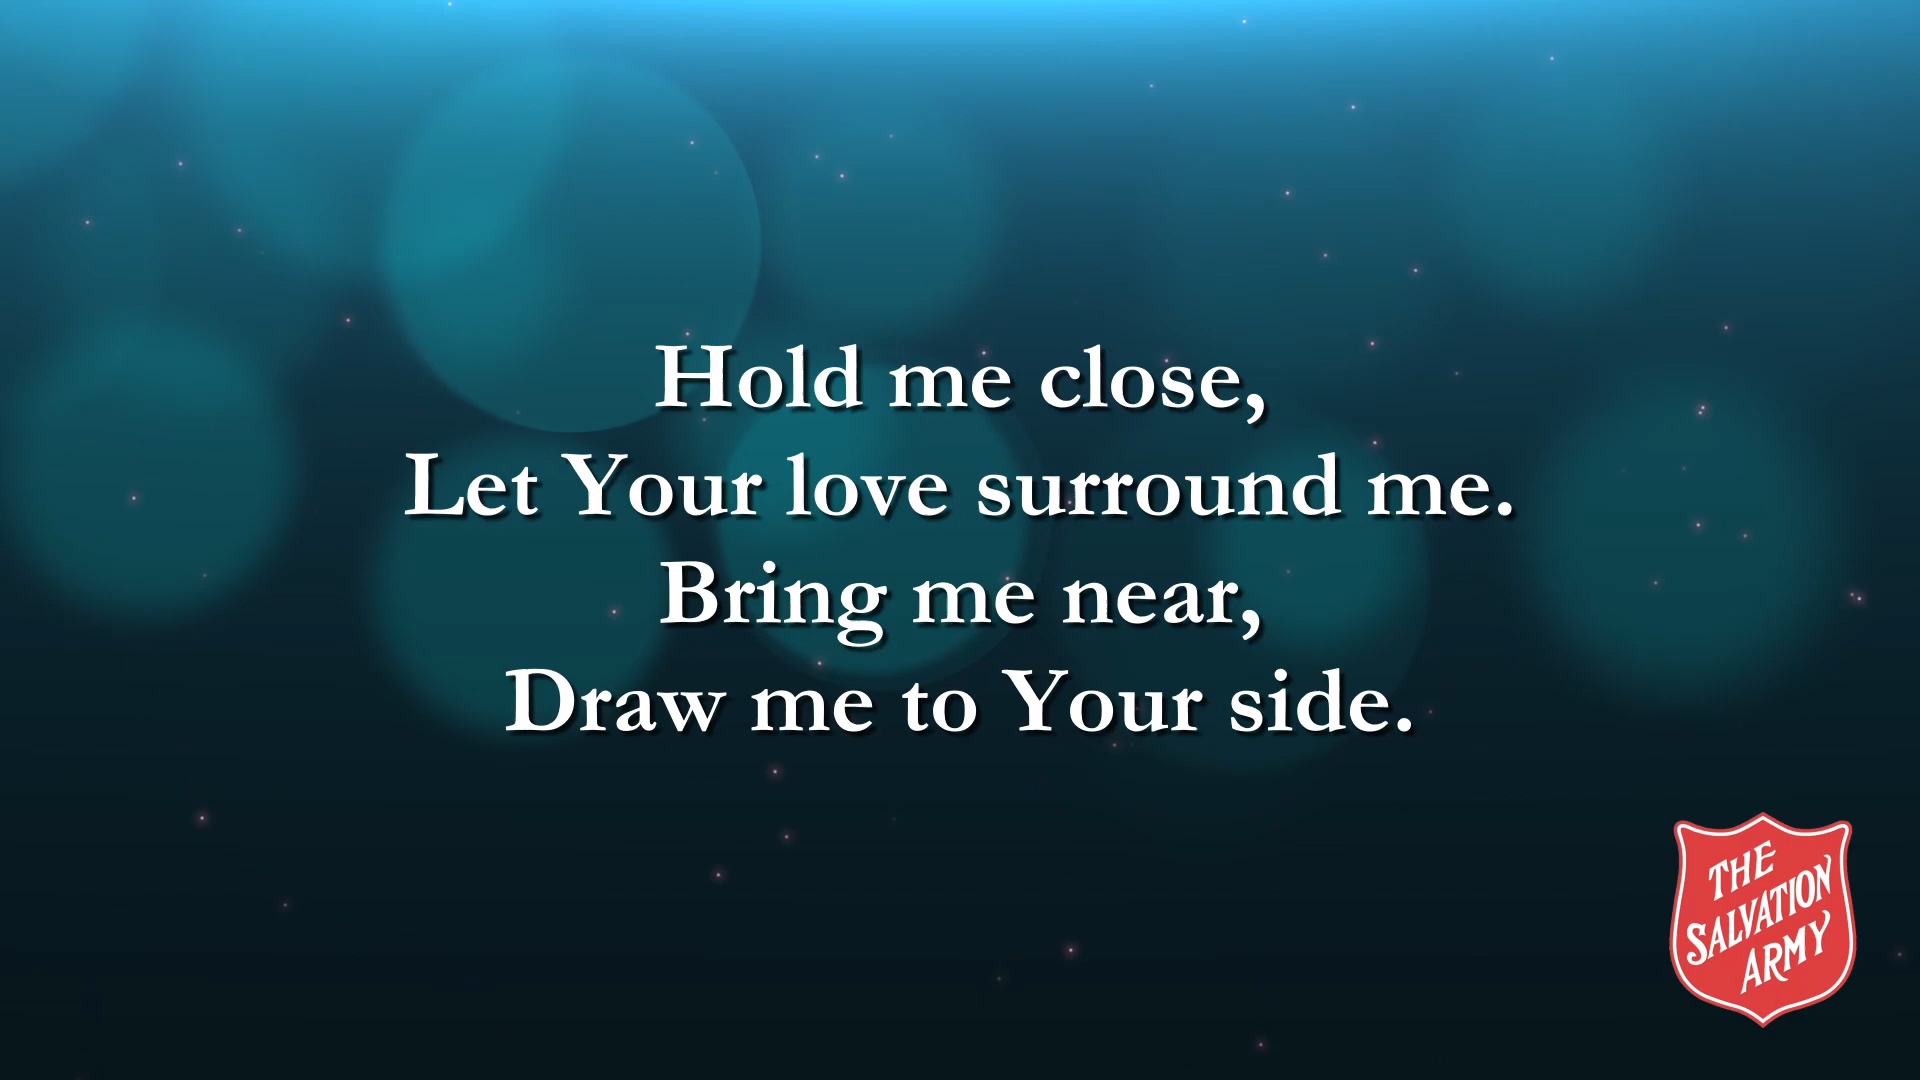 Hold me close,
Let Your love surround me.
Bring me near,
Draw me to Your side.
THE
SALVATION
ARMY